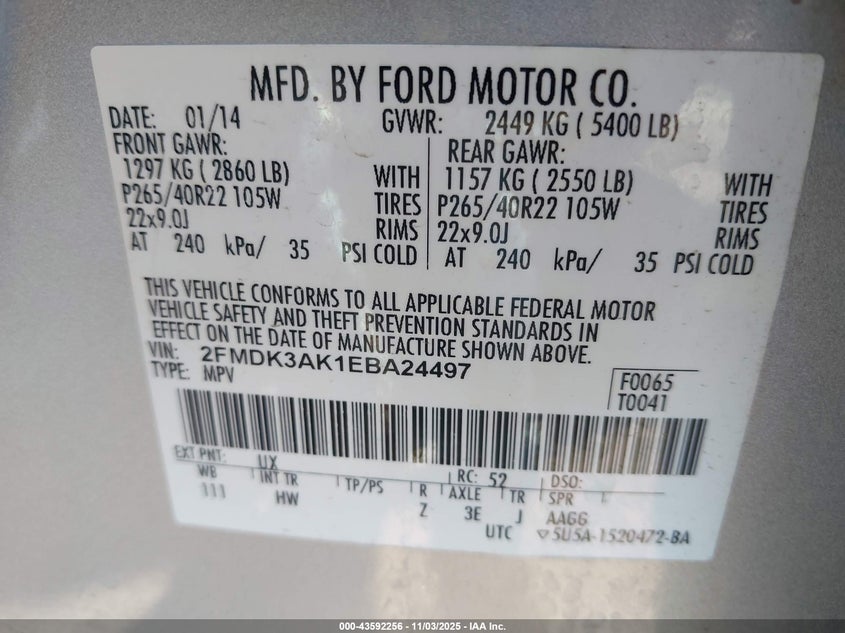 MFD. BY FORD MOTOR CO.
DATE: 01/14 GVWR: 2449 KG ( 5400 LB)
FRONT GAWR: REAR GAWR:
1297 KG ( 2860 LB) WITH 1157 KG ( 2550 LB) WITH
P265/40R22 105W TIRES P265/40R22 105W TIRES
22x9.0J RIMS 22x9.0J RIMS
AT 240 kPa/ 35 PSI COLD AT 240 kPa/ 35 PSI COLD
THIS VEHICLE CONFORMS TO ALL APPLICABLE FEDERAL MOTOR
VEHICLE SAFETY AND THEFT PREVENTION STANDARDS IN
EFFECT ON THE DATE OF MANUFACTURE SHOWN ABOVE.
VIN: 2FMDK3AK1EBA24497
TYPE: MPV
F0065
T0041
EXT PNT: UX RC: 52 DSO:
WB INT TR TP/PS R AXLE TR SPR
111 HW Z 3E J AAGG
UTC ▽5U5A-1520472-BA
000-43592256 - 11/03/2025 - IAA Inc.